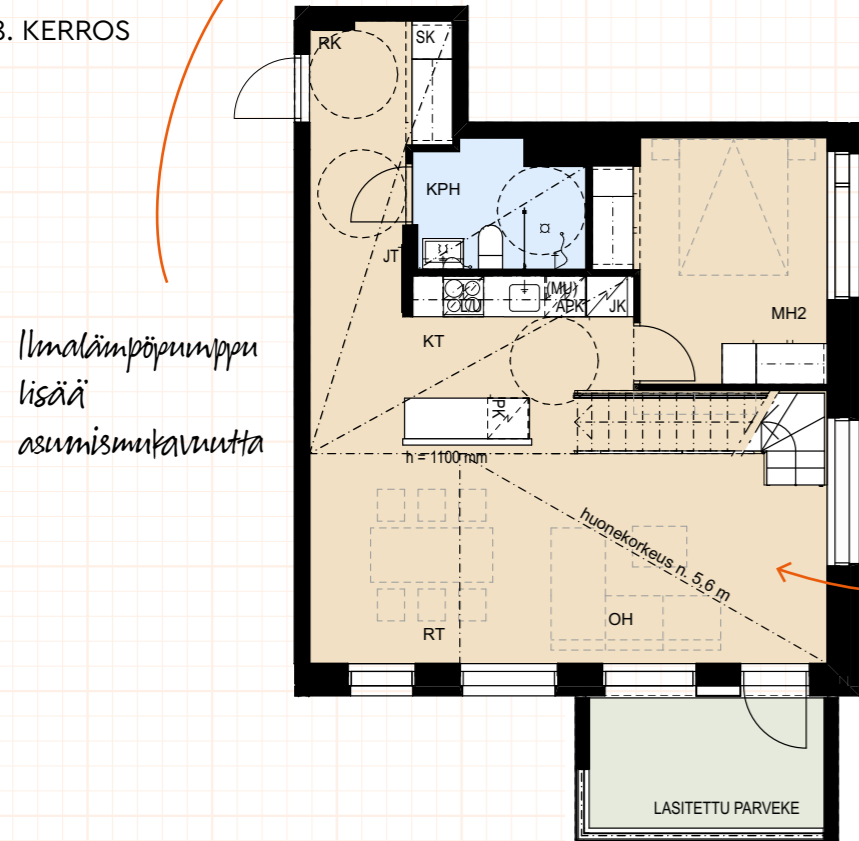 3. KERROS
RK
SK
KPH
JT
(MU)
LU
APK
JK
MH2
KT
Ilmalämpöpumppu
lisää
asumismukavuutta
PK
h = 1100 mm
huonekorkeus n. 5,6 m
OH
RT
LASITETTU PARVEKE